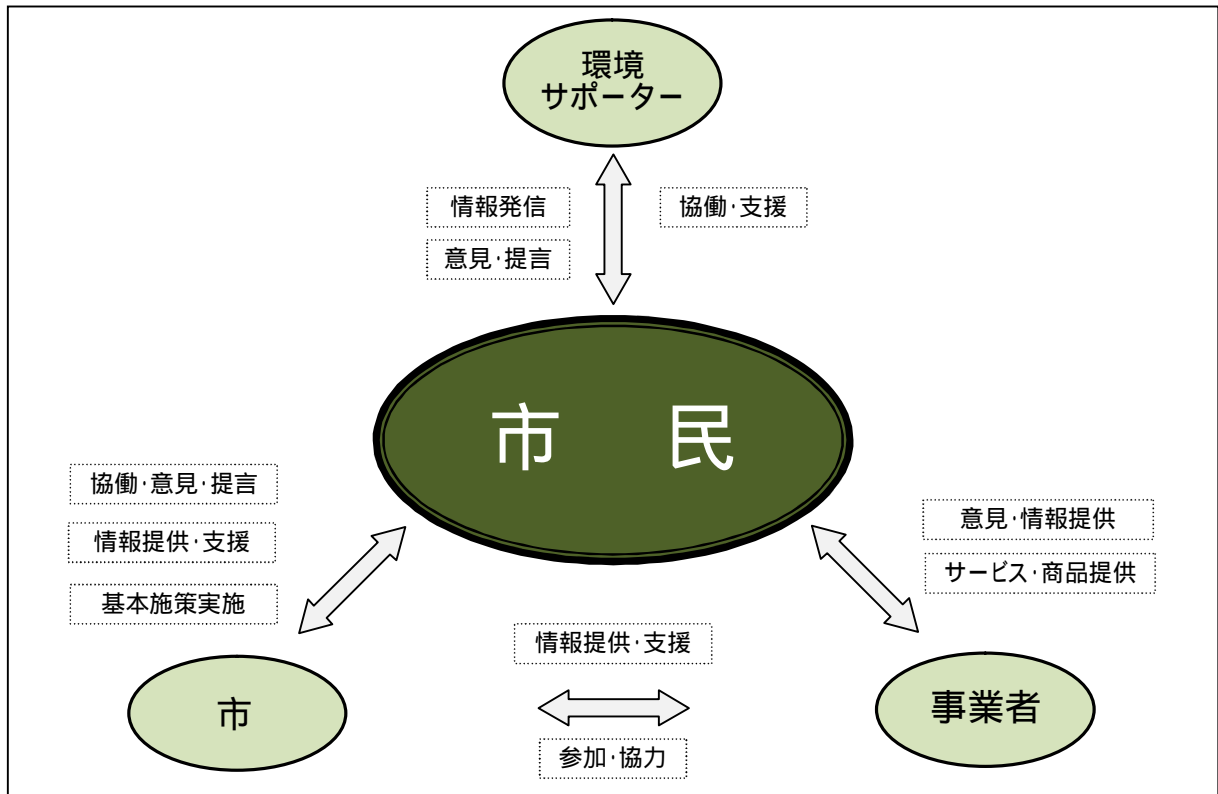 環境
サポーター
情報発信
協働・支援
意見・提言
市 民
協働・意見・提言
情報提供・支援
基本施策実施
意見・情報提供
サービス・商品提供
情報提供・支援
参加・協力
市
事業者